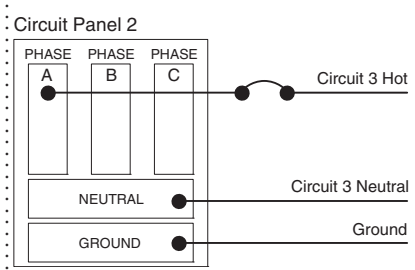 Circuit Panel 2
PHASE PHASE PHASE
A B C
Circuit 3 Hot
NEUTRAL
Circuit 3 Neutral
GROUND
Ground